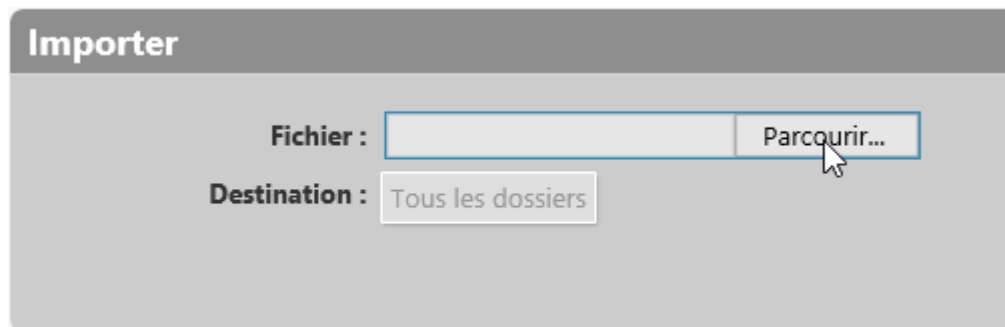 Importer
Fichier : Parcourir...
Destination : Tous les dossiers